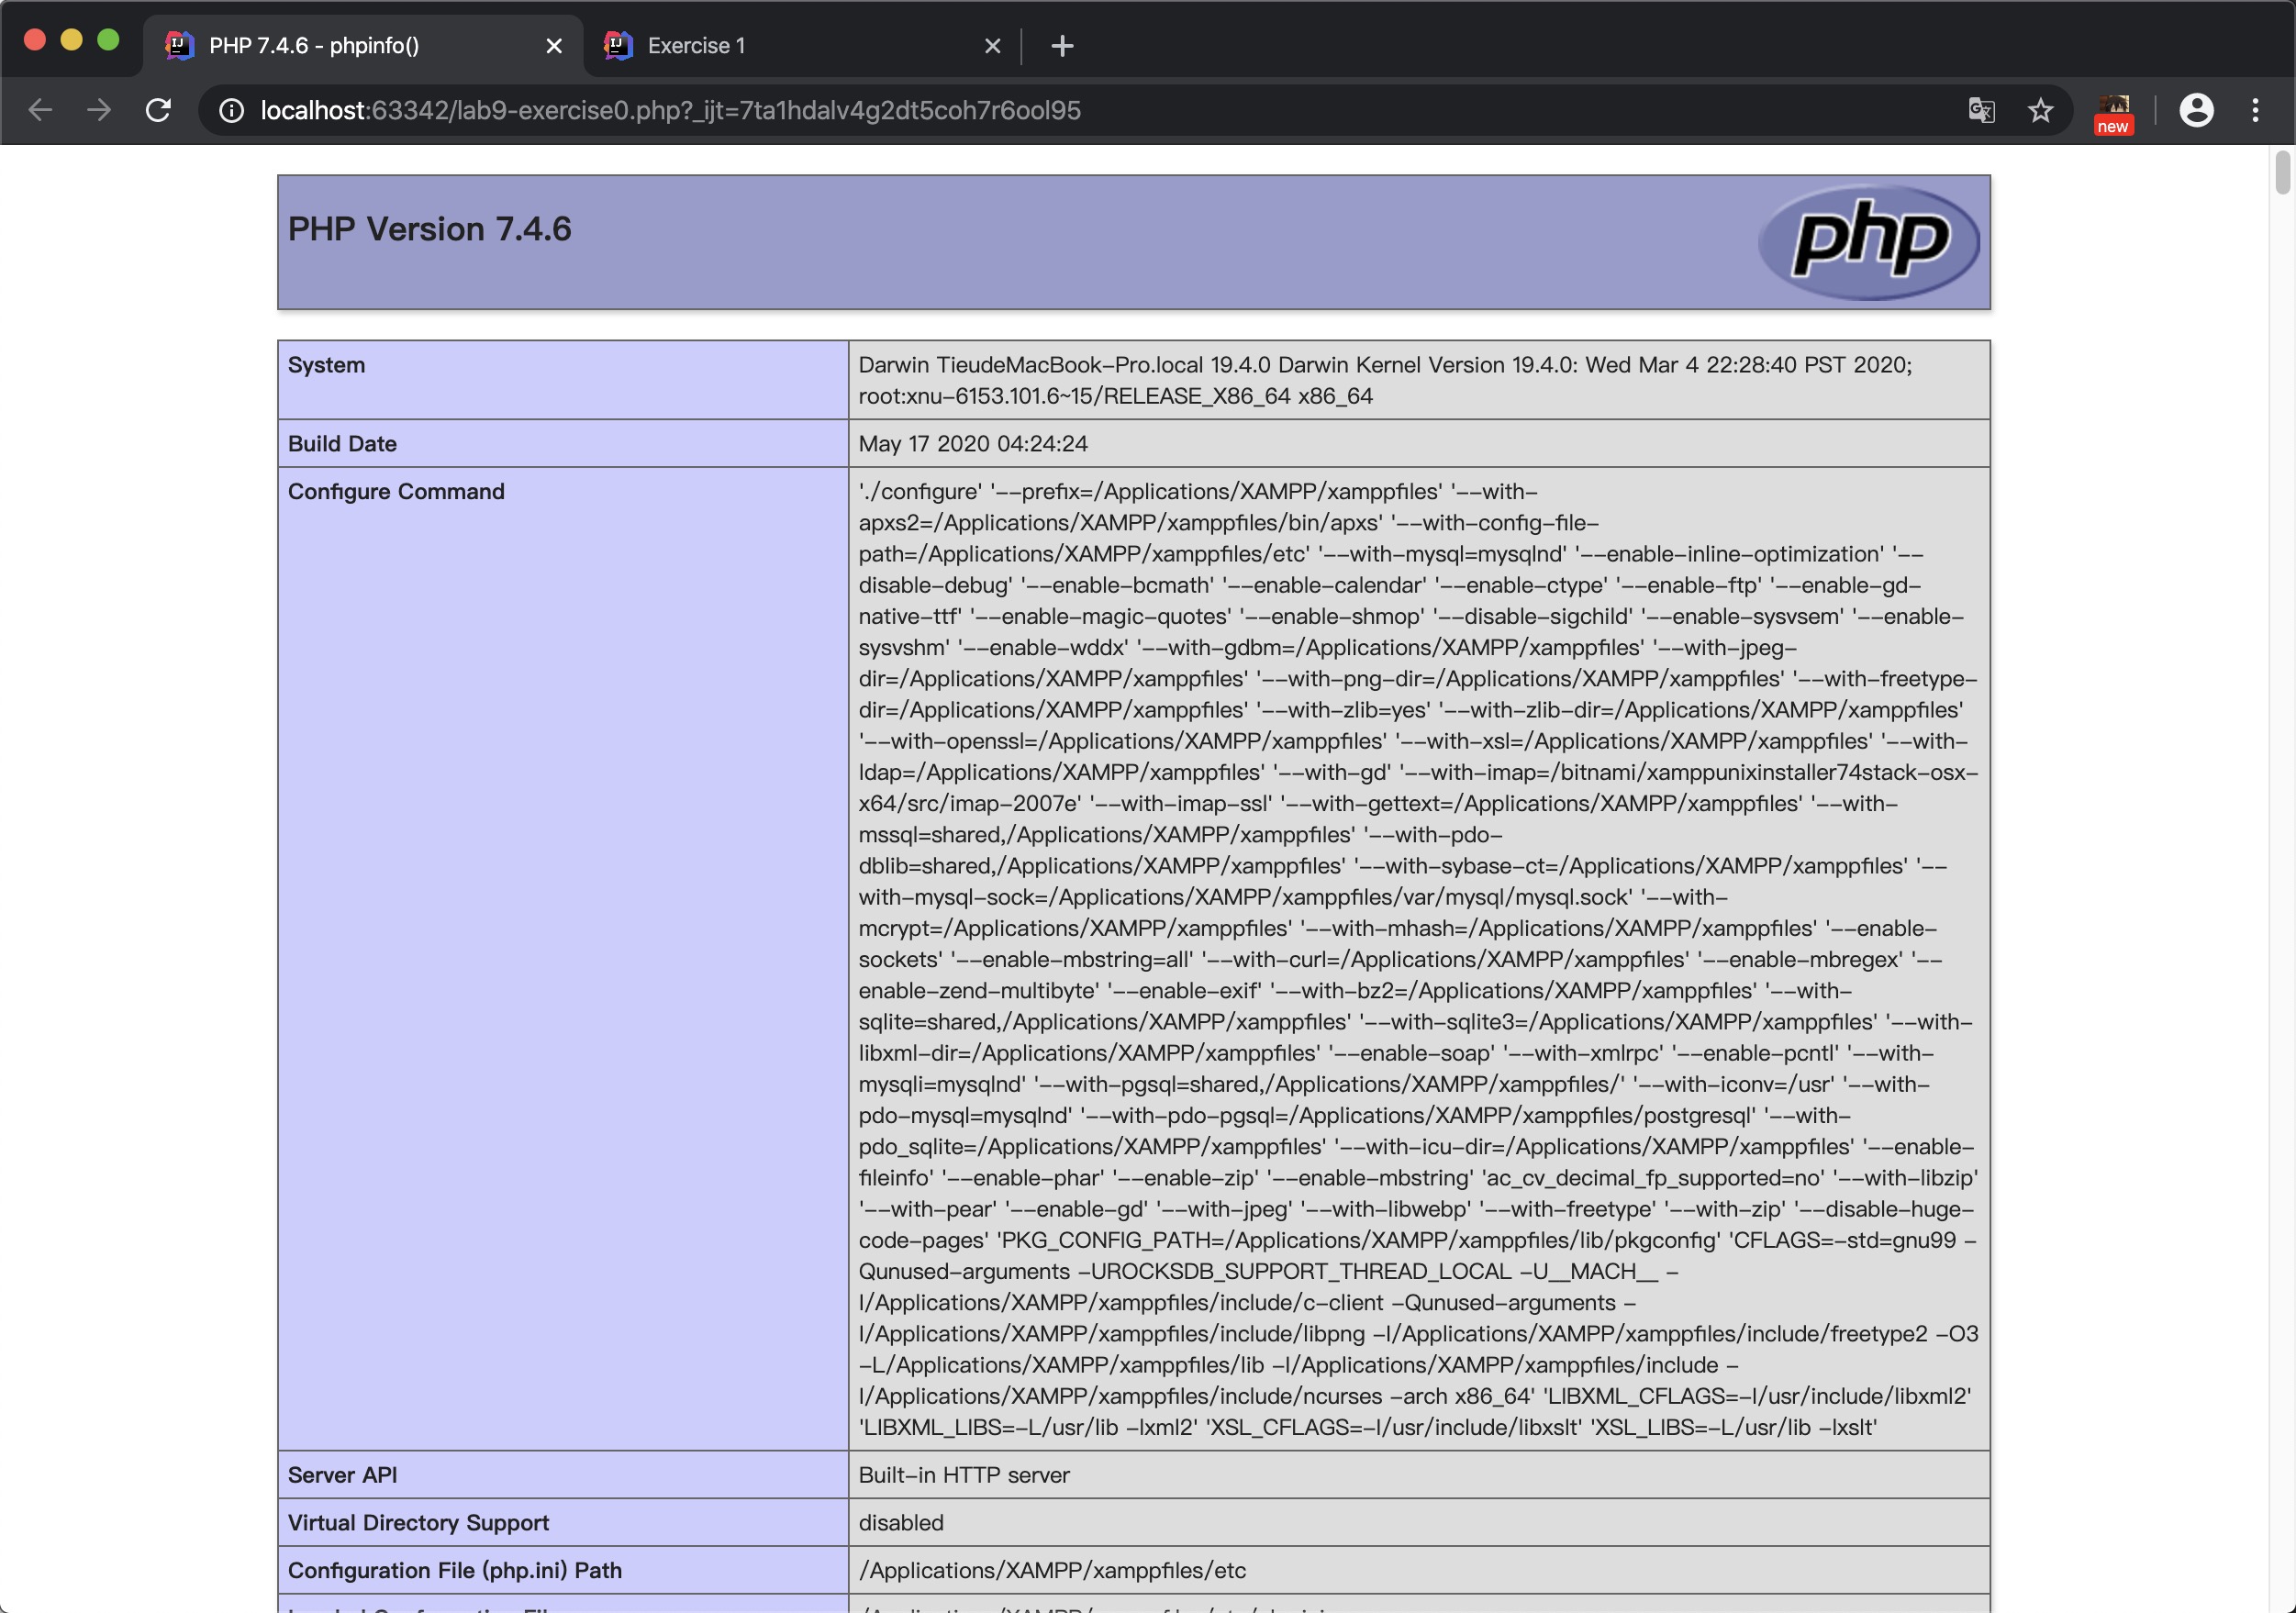 PHP 7.4.6 - phpinfo()
Exercise 1
localhost:63342/lab9-exercise0.php?_ijt=7ta1hdalv4g2dt5coh7r6ool95
new
PHP Version 7.4.6
php
System
Darwin TieudeMacBook-Pro.local 19.4.0 Darwin Kernel Version 19.4.0: Wed Mar 4 22:28:40 PST 2020;
root:xnu-6153.101.6~15/RELEASE_X86_64 x86_64
Build Date
May 17 2020 04:24:24
Configure Command
'./configure' '--prefix=/Applications/XAMPP/xamppfiles' '--with-
apxs2=/Applications/XAMPP/xamppfiles/bin/apxs' '--with-config-file-
path=/Applications/XAMPP/xamppfiles/etc' '--with-mysql=mysqlnd' '--enable-inline-optimization' '--
disable-debug' '--enable-bcmath' '--enable-calendar' '--enable-ctype' '--enable-ftp' '--enable-gd-
native-ttf' '--enable-magic-quotes' '--enable-shmop' '--disable-sigchild' '--enable-sysvsem' '--enable-
sysvshm' '--enable-wddx' '--with-gdbm=/Applications/XAMPP/xamppfiles' '--with-jpeg-
dir=/Applications/XAMPP/xamppfiles' '--with-png-dir=/Applications/XAMPP/xamppfiles' '--with-freetype-
dir=/Applications/XAMPP/xamppfiles' '--with-zlib=yes' '--with-zlib-dir=/Applications/XAMPP/xamppfiles'
'--with-openssl=/Applications/XAMPP/xamppfiles' '--with-xsl=/Applications/XAMPP/xamppfiles' '--with-
ldap=/Applications/XAMPP/xamppfiles' '--with-gd' '--with-imap=/bitnami/xamppunixinstaller74stack-osx-
x64/src/imap-2007e' '--with-imap-ssl' '--with-gettext=/Applications/XAMPP/xamppfiles' '--with-
mssql=shared,/Applications/XAMPP/xamppfiles' '--with-pdo-
dblib=shared,/Applications/XAMPP/xamppfiles' '--with-sybase-ct=/Applications/XAMPP/xamppfiles' '--
with-mysql-sock=/Applications/XAMPP/xamppfiles/var/mysql/mysql.sock' '--with-
mcrypt=/Applications/XAMPP/xamppfiles' '--with-mhash=/Applications/XAMPP/xamppfiles' '--enable-
sockets' '--enable-mbstring=all' '--with-curl=/Applications/XAMPP/xamppfiles' '--enable-mbregex' '--
enable-zend-multibyte' '--enable-exif' '--with-bz2=/Applications/XAMPP/xamppfiles' '--with-
sqlite=shared,/Applications/XAMPP/xamppfiles' '--with-sqlite3=/Applications/XAMPP/xamppfiles' '--with-
libxml-dir=/Applications/XAMPP/xamppfiles' '--enable-soap' '--with-xmlrpc' '--enable-pcntl' '--with-
mysqli=mysqlnd' '--with-pgsql=shared,/Applications/XAMPP/xamppfiles/' '--with-iconv=/usr' '--with-
pdo-mysql=mysqlnd' '--with-pdo-pgsql=/Applications/XAMPP/xamppfiles/postgresql' '--with-
pdo_sqlite=/Applications/XAMPP/xamppfiles' '--with-icu-dir=/Applications/XAMPP/xamppfiles' '--enable-
fileinfo' '--enable-phar' '--enable-zip' '--enable-mbstring' 'ac_cv_decimal_fp_supported=no' '--with-libzip'
'--with-pear' '--enable-gd' '--with-jpeg' '--with-libwebp' '--with-freetype' '--with-zip' '--disable-huge-
code-pages' 'PKG_CONFIG_PATH=/Applications/XAMPP/xamppfiles/lib/pkgconfig' 'CFLAGS=-std=gnu99 -
Qunused-arguments -UROCKSDB_SUPPORT_THREAD_LOCAL -U__MACH__ -
I/Applications/XAMPP/xamppfiles/include/c-client -Qunused-arguments -
I/Applications/XAMPP/xamppfiles/include/libpng -I/Applications/XAMPP/xamppfiles/include/freetype2 -O3
-L/Applications/XAMPP/xamppfiles/lib -I/Applications/XAMPP/xamppfiles/include -
I/Applications/XAMPP/xamppfiles/include/ncurses -arch x86_64' 'LIBXML_CFLAGS=-I/usr/include/libxml2'
'LIBXML_LIBS=-L/usr/lib -lxml2' 'XSL_CFLAGS=-I/usr/include/libxslt' 'XSL_LIBS=-L/usr/lib -lxslt'
Server API
Built-in HTTP server
Virtual Directory Support
disabled
Configuration File (php.ini) Path
/Applications/XAMPP/xamppfiles/etc